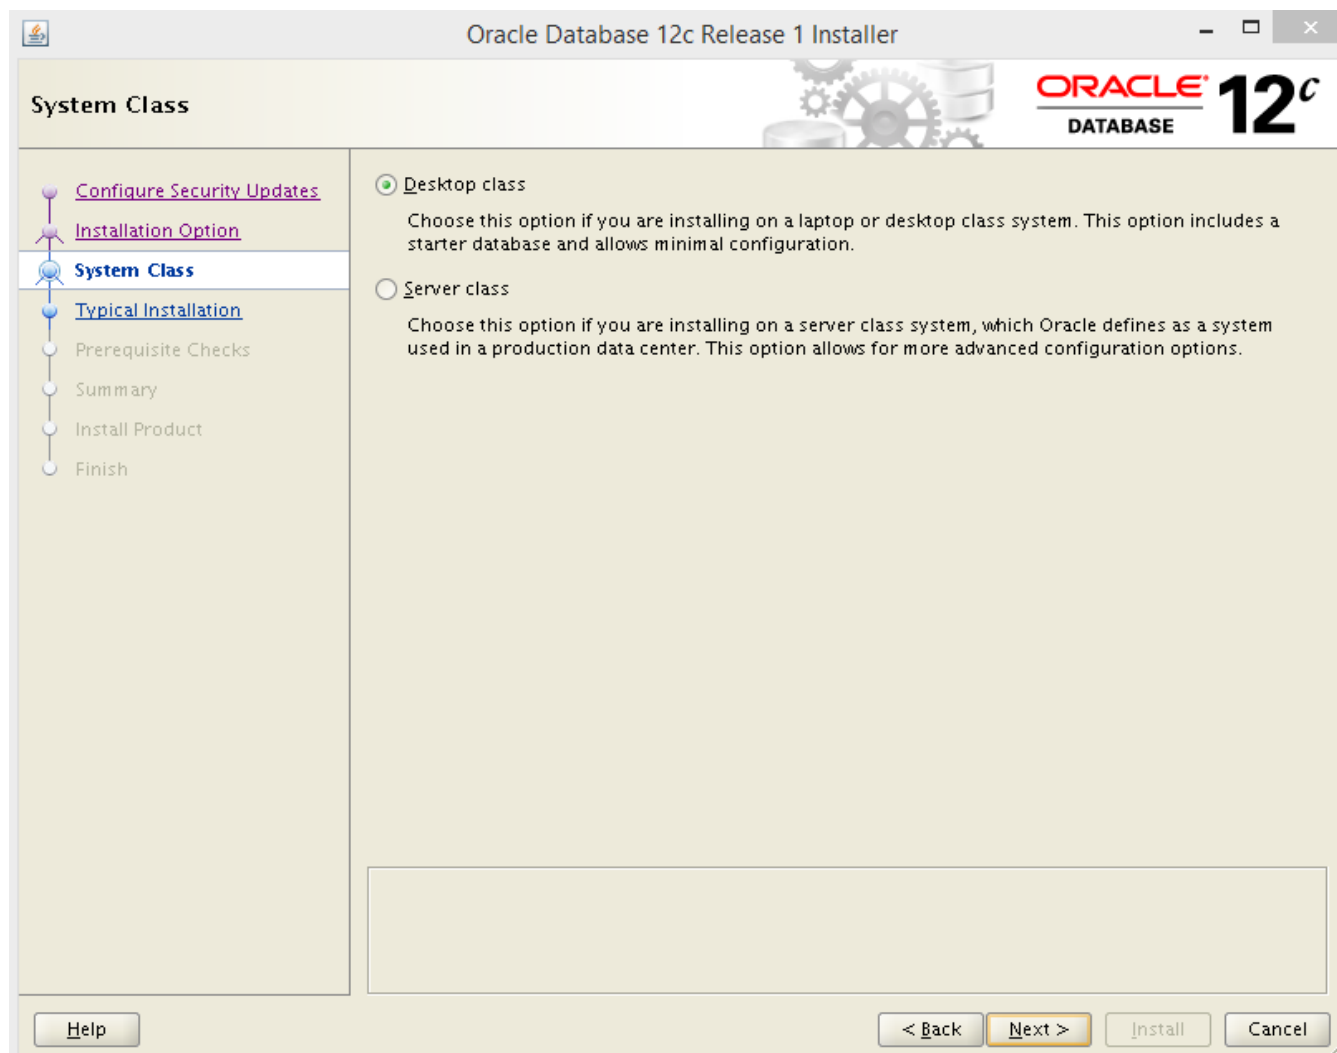 Oracle Database 12c Release 1 Installer
System Class
ORACLE
DATABASE
12c
Configure Security Updates
Installation Option
System Class
Typical Installation
Prerequisite Checks
Summary
Install Product
Finish
Desktop class
Choose this option if you are installing on a laptop or desktop class system. This option includes a
starter database and allows minimal configuration.
Server class
Choose this option if you are installing on a server class system, which Oracle defines as a system
used in a production data center. This option allows for more advanced configuration options.
Help
< Back
Next >
Install
Cancel